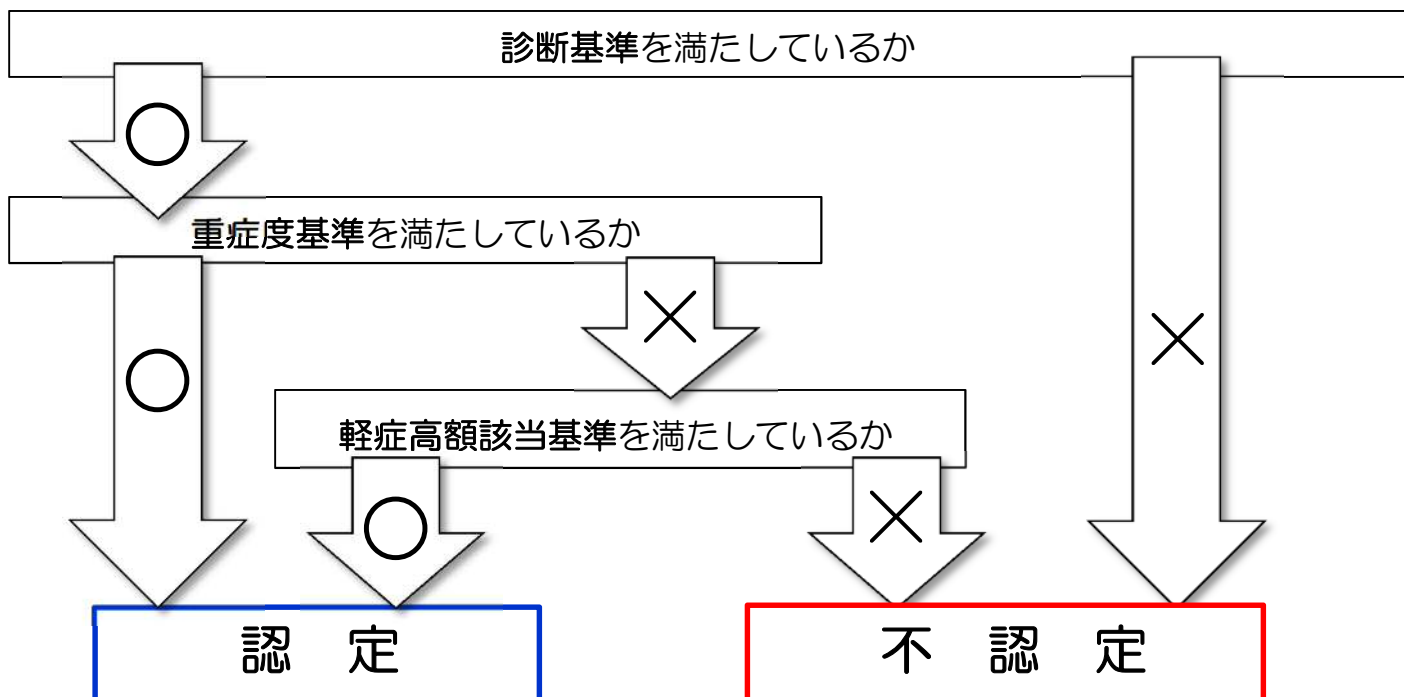 診断基準を満たしているか
〇
重症度基準を満たしているか
〇
×
×
軽症高額該当基準を満たしているか
〇
×
認 定
不 認 定